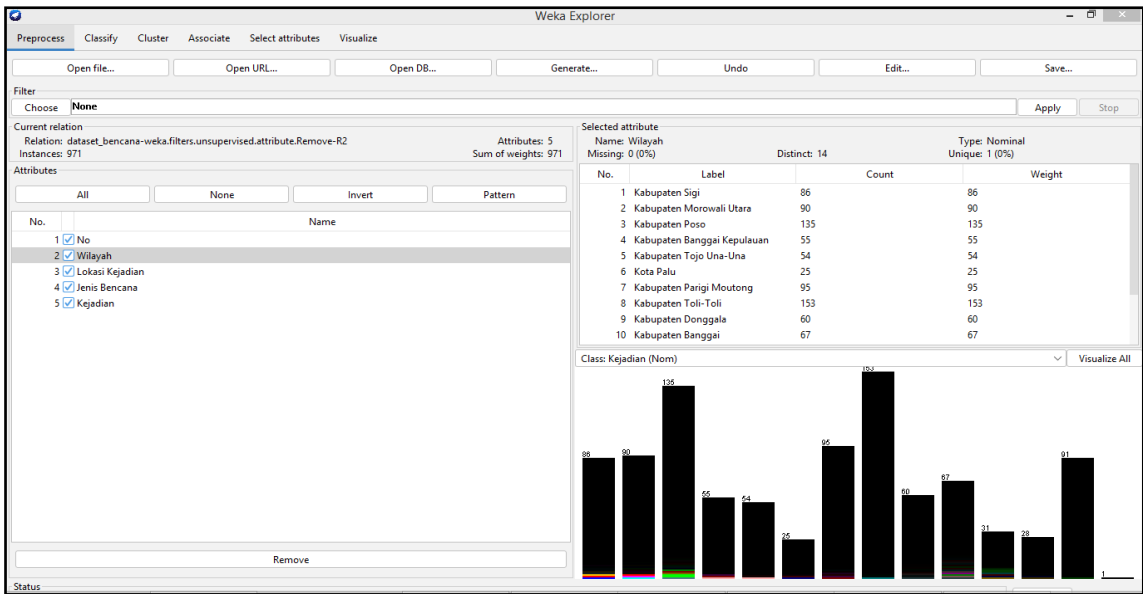 Weka Explorer
Preprocess Classify Cluster Associate Select attributes Visualize
Open file... Open URL... Open DB... Generate... Undo Edit... Save...
Filter
Choose None Apply Stop
Current relation
Relation: dataset_bencana-weka.filters.unsupervised.attribute.Remove-R2 Attributes: 5
Instances: 971 Sum of weights: 971
Attributes
All None Invert Pattern
No. Name
1 No
2 Wilayah
3 Lokasi Kejadian
4 Jenis Bencana
5 Kejadian
Remove
Selected attribute
Name: Wilayah Type: Nominal
Missing: 0 (0%) Distinct: 14 Unique: 1 (0%)
No. Label Count Weight
1 Kabupaten Sigi 86 86
2 Kabupaten Morowali Utara 90 90
3 Kabupaten Poso 135 135
4 Kabupaten Banggai Kepulauan 55 55
5 Kabupaten Tojo Una-Una 54 54
6 Kota Palu 25 25
7 Kabupaten Parigi Moutong 95 95
8 Kabupaten Toli-Toli 153 153
9 Kabupaten Donggala 60 60
10 Kabupaten Banggai 67 67
Class: Kejadian (Nom) Visualize All
86 90 135 55 54 25 95 153 60 67 31 28 91 1
Status